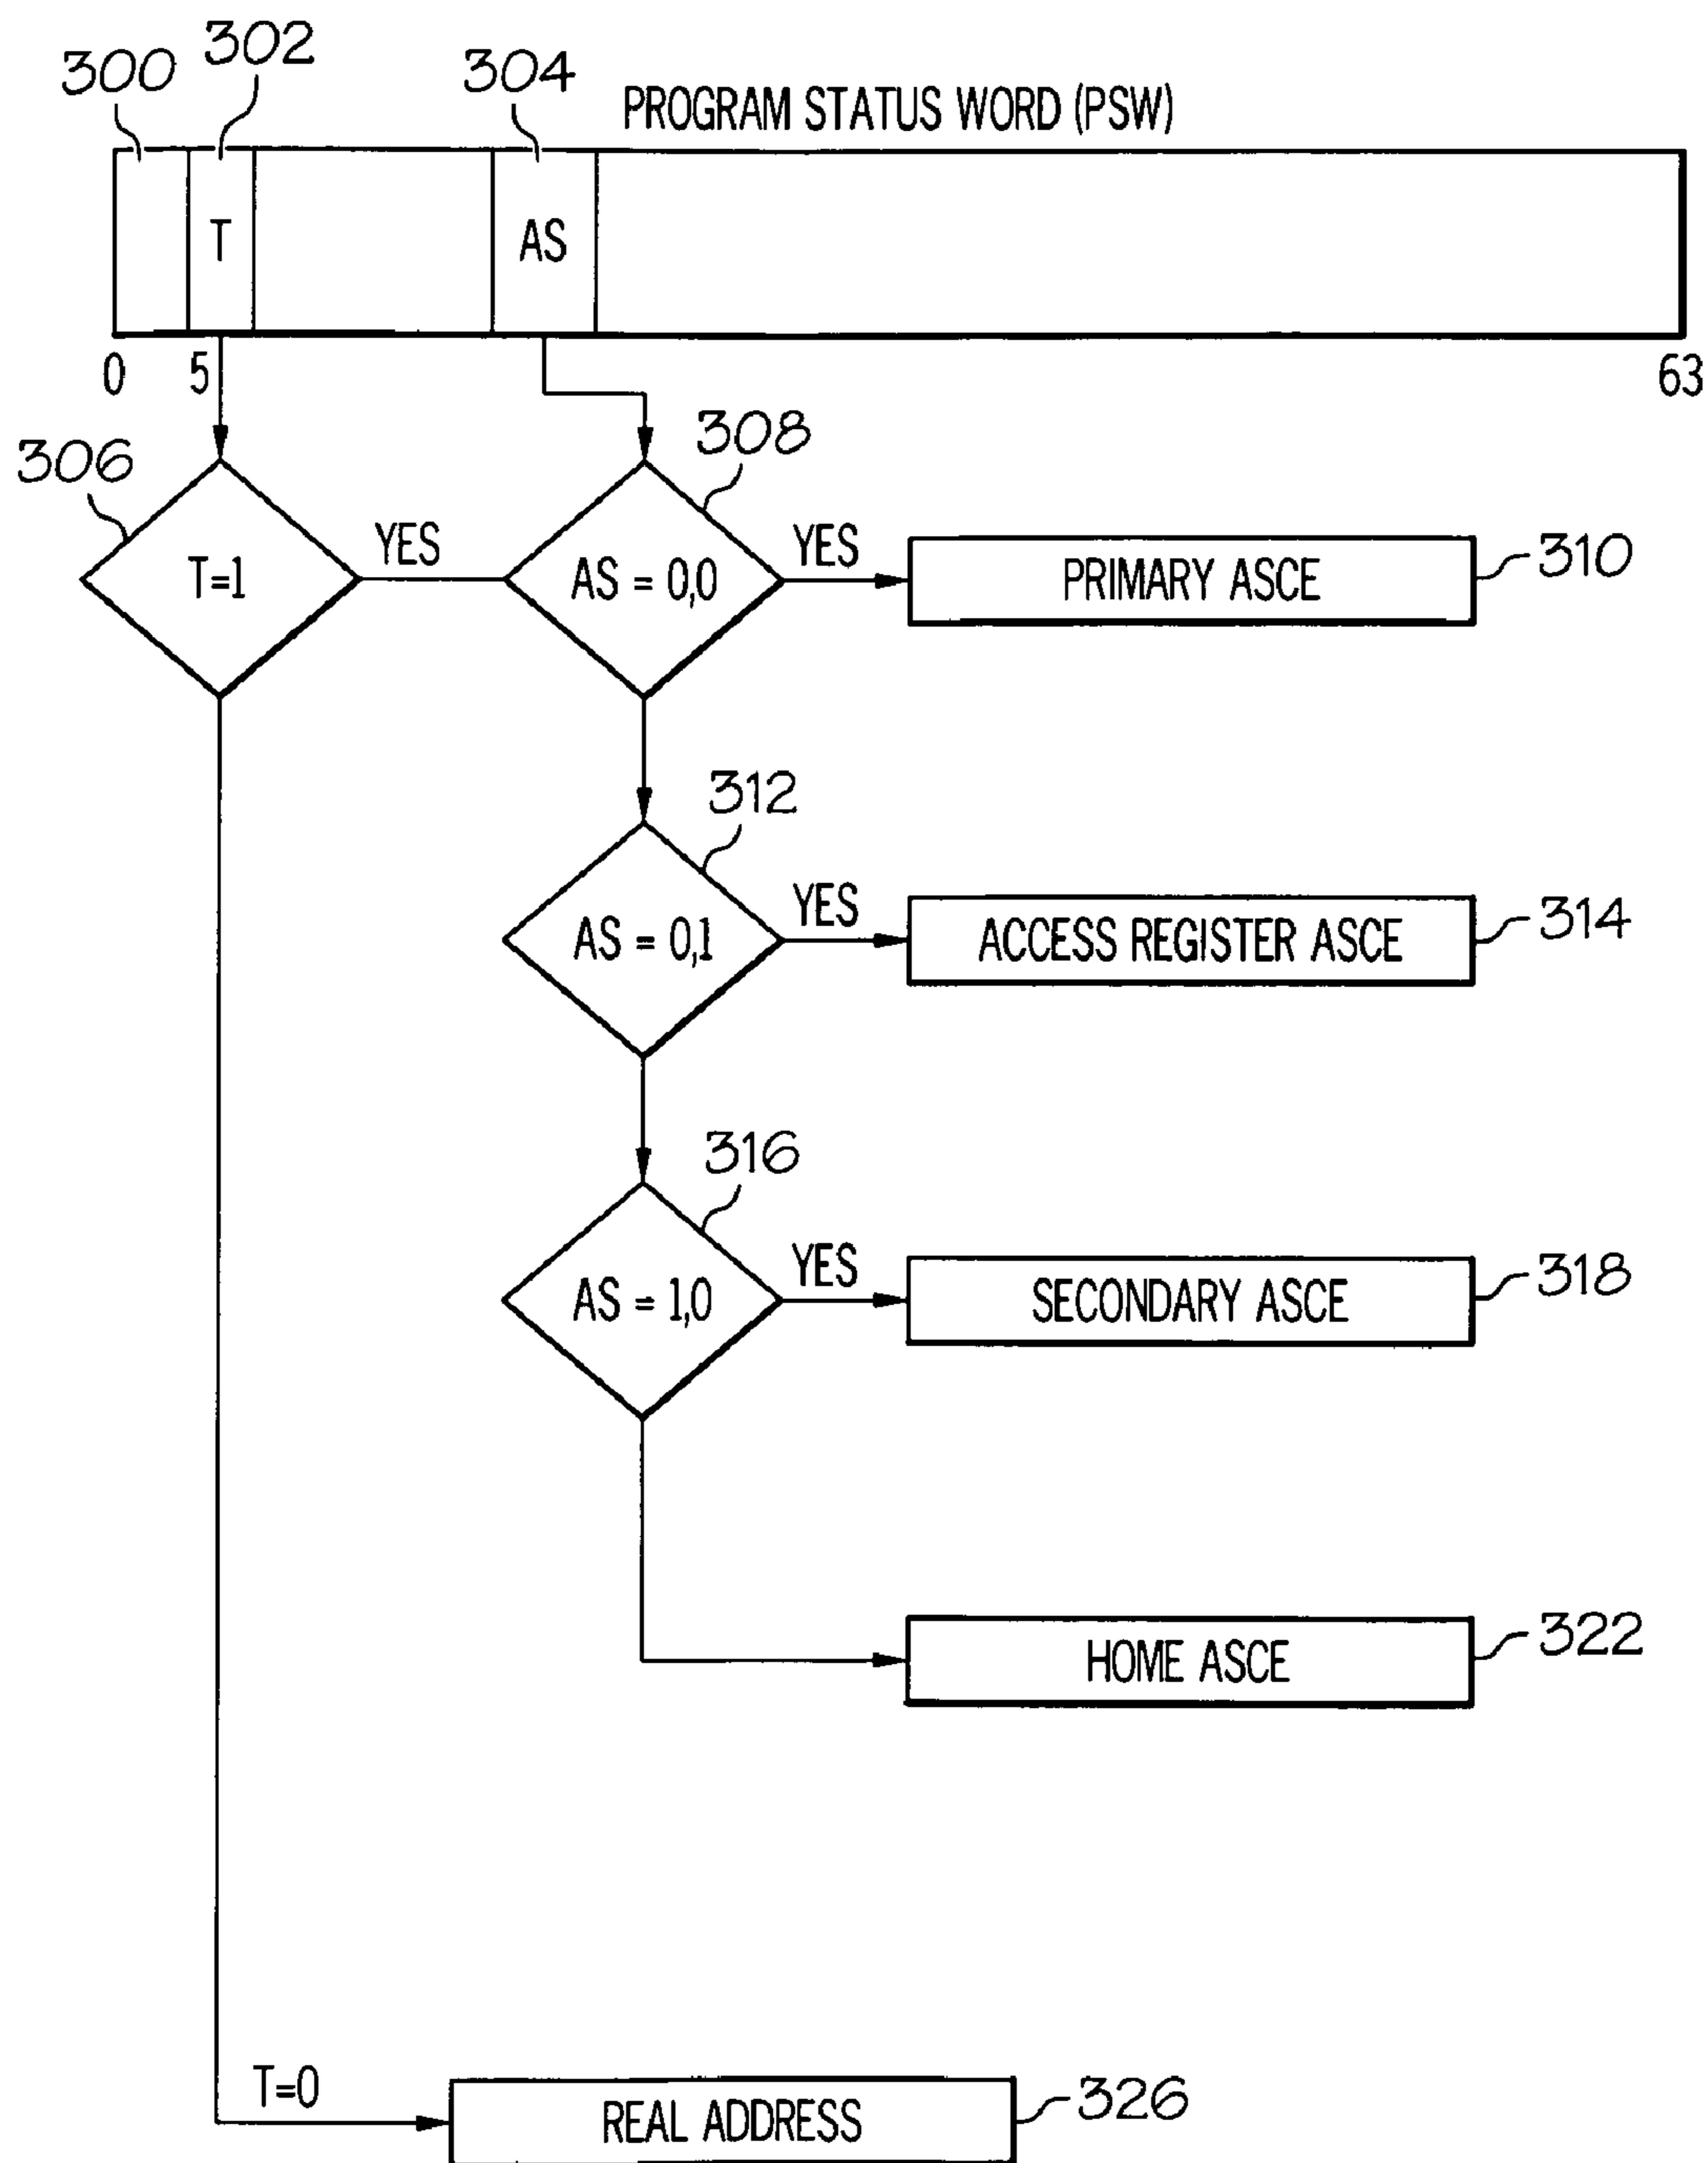 300
302
304
PROGRAM STATUS WORD (PSW)
T
AS
0
5
63
306
308
T=1
YES
AS = 0,0
YES
PRIMARY ASCE
310
312
AS = 0,1
YES
ACCESS REGISTER ASCE
314
316
AS = 1,0
YES
SECONDARY ASCE
318
HOME ASCE
322
T=0
REAL ADDRESS
326